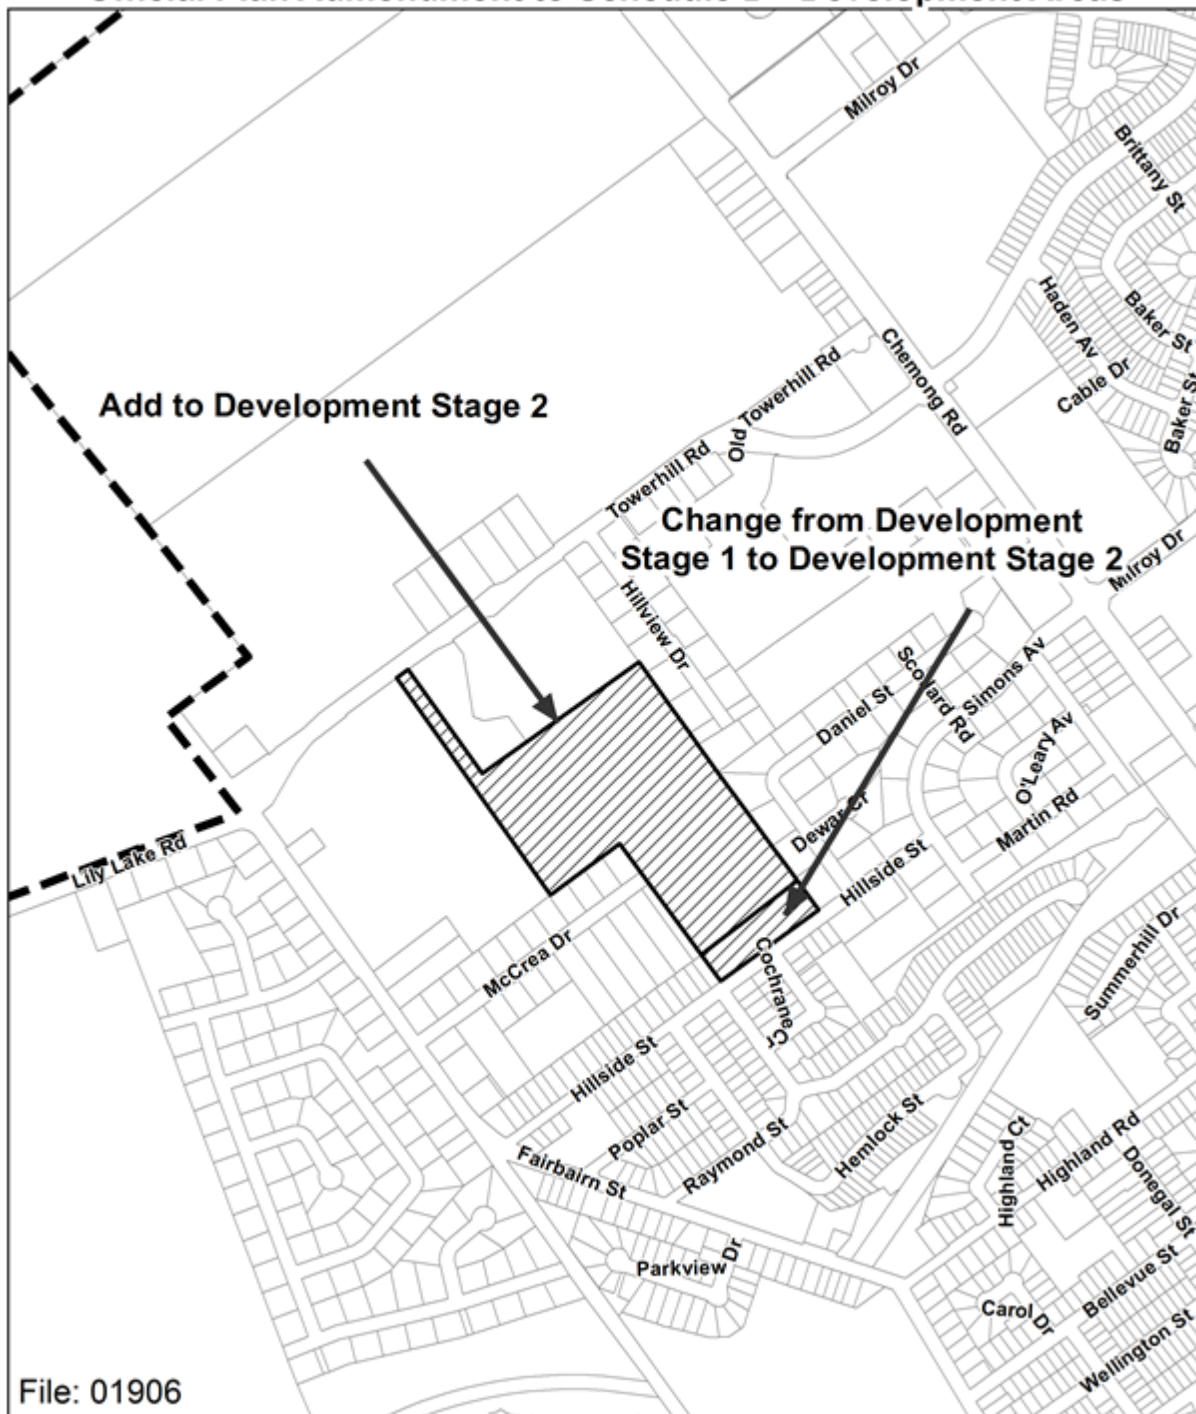 Milroy Dr
Brittany St
Haden Av
Baker St
Cable Dr
Baker St
Chemong Rd
Old Towerhill Rd
Towerhill Rd
Add to Development Stage 2
Change from Development
Stage 1 to Development Stage 2
Milroy Dr
Hillview Dr
Scollard Rd
Simons Av
Daniel St
O'Leary Av
Dewar Cr
Martin Rd
Hillside St
Lily Lake Rd
McCrea Dr
Cochrane Cr
Summerhill Dr
Hillside St
Poplar St
Raymond St
Hemlock St
Fairbairn St
Highland Ct
Highland Rd
Donegal St
Parkview Dr
Bellevue St
Carol Dr
Wellington St
File: 01906